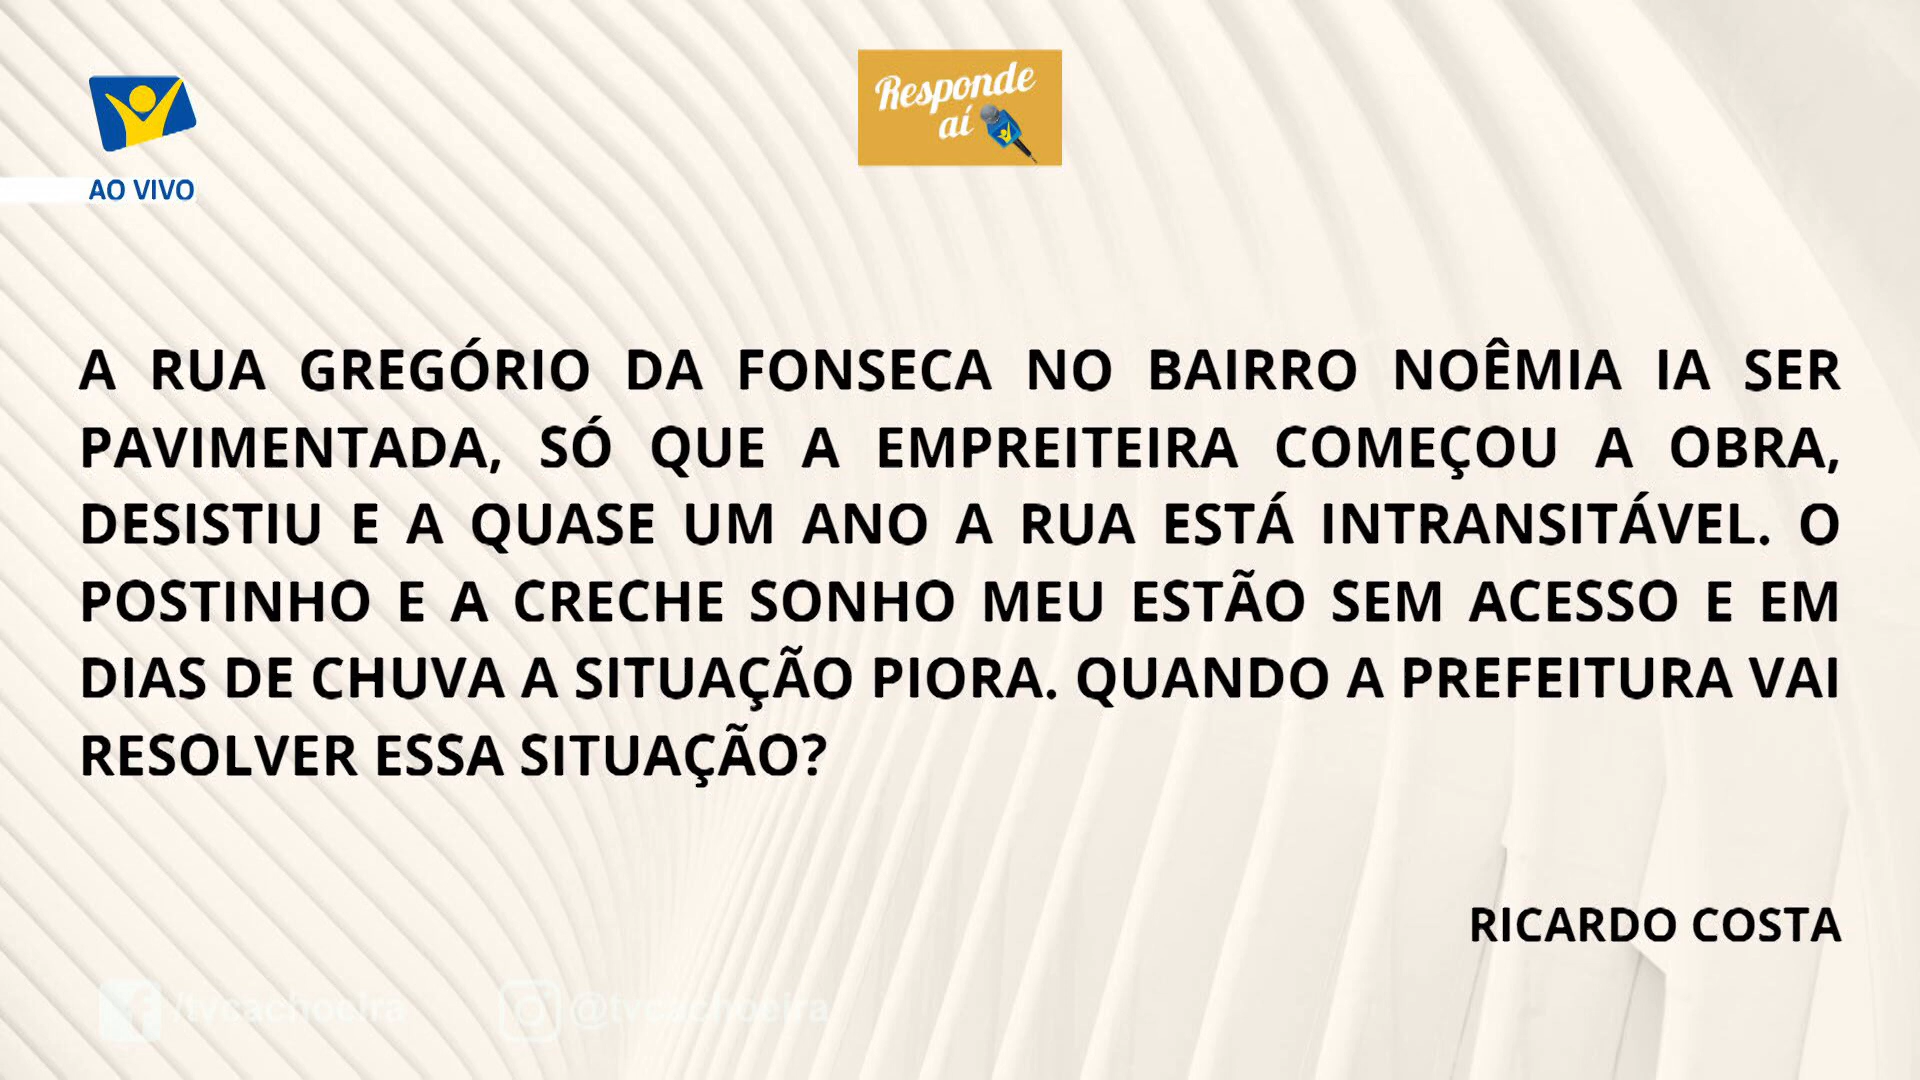 Responde
aí
AO VIVO
A RUA GREGÓRIO DA FONSECA NO BAIRRO NOÊMIA IA SER
PAVIMENTADA, SÓ QUE A EMPREITEIRA COMEÇOU A OBRA,
DESISTIU E A QUASE UM ANO A RUA ESTÁ INTRANSITÁVEL. O
POSTINHO E A CRECHE SONHO MEU ESTÃO SEM ACESSO E EM
DIAS DE CHUVA A SITUAÇÃO PIORA. QUANDO A PREFEITURA VAI
RESOLVER ESSA SITUAÇÃO?
RICARDO COSTA
/tvcachoeira
@tvcachoeira